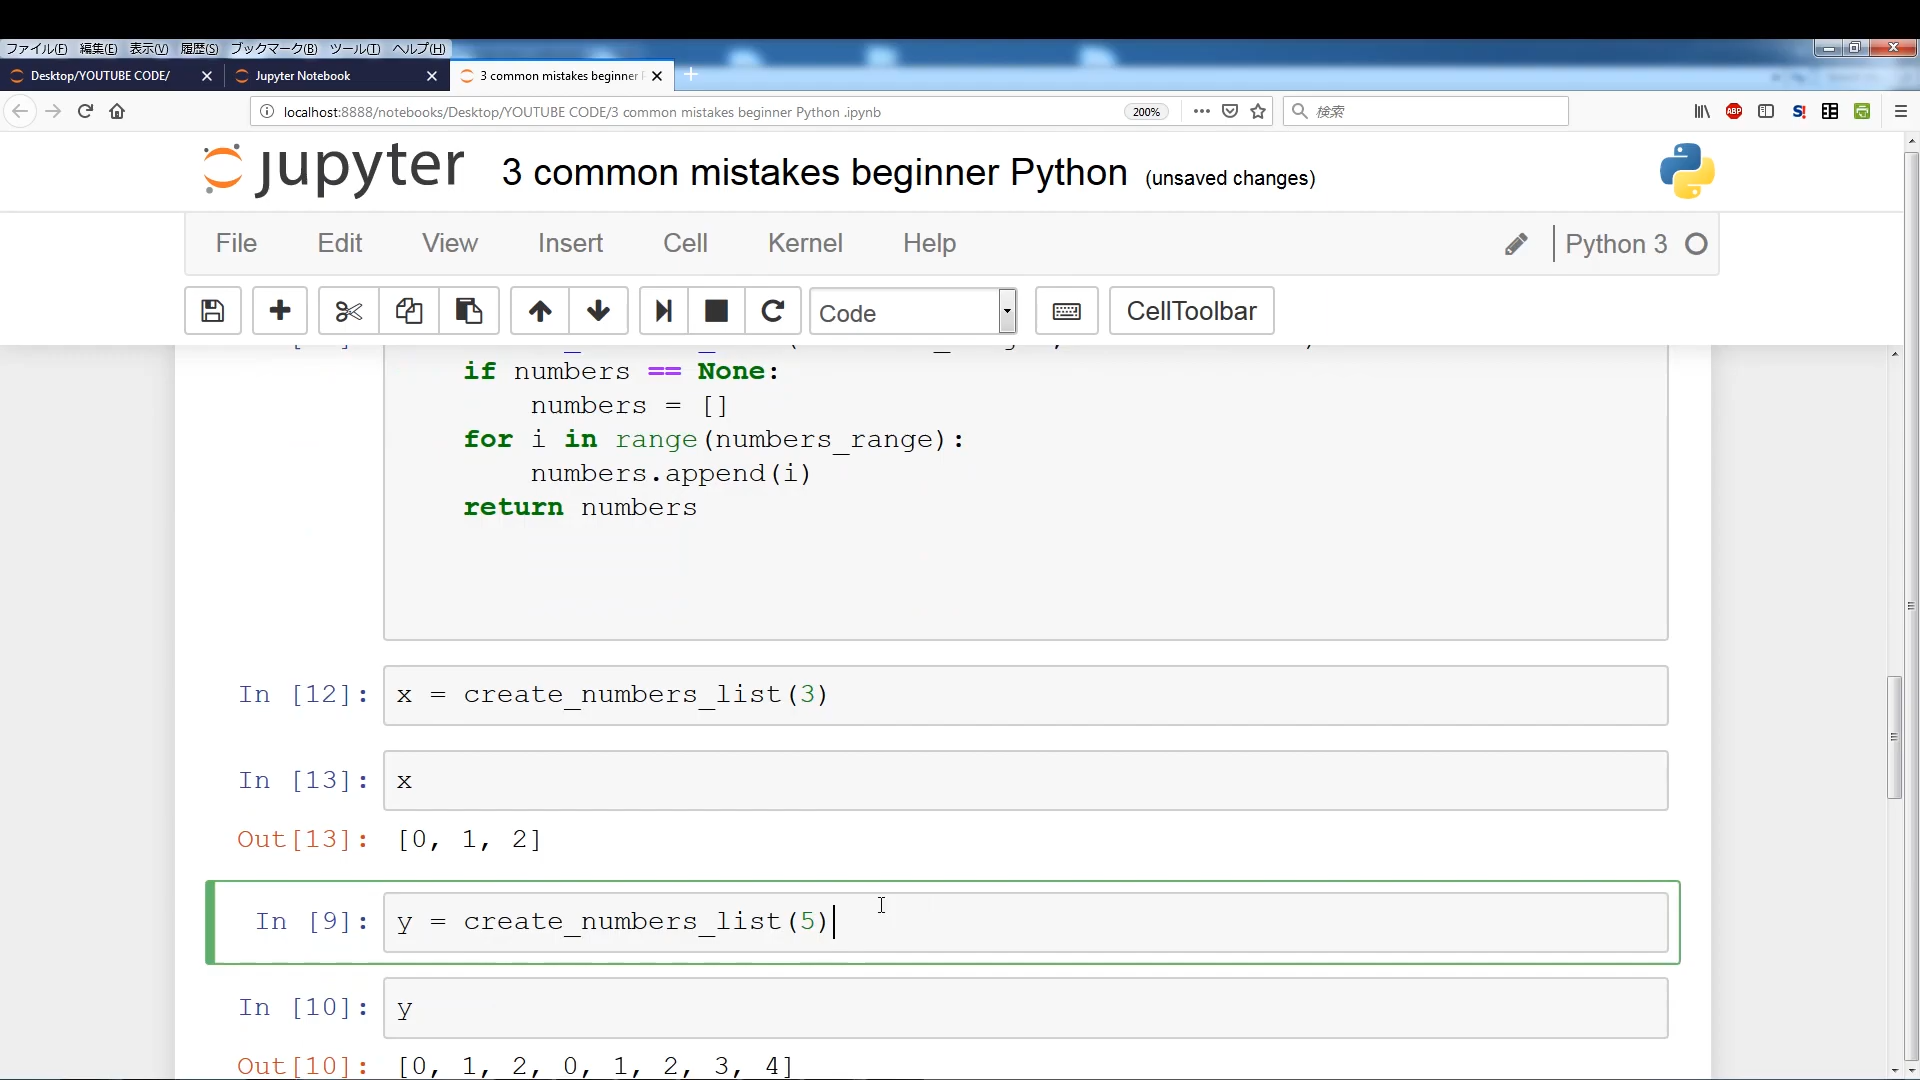 ファイル(F) 編集(E) 表示(V) 履歴(S) ブックマーク(B) ツール(T) ヘルプ(H)
Desktop/YOUTUBE CODE/ Jupyter Notebook 3 common mistakes beginner
localhost:8888/notebooks/Desktop/YOUTUBE CODE/3 common mistakes beginner Python .ipynb 200% 検索 ABP S!
jupyter 3 common mistakes beginner Python (unsaved changes)
File Edit View Insert Cell Kernel Help Python 3
Code CellToolbar
if numbers == None:
numbers = []
for i in range(numbers_range):
numbers.append(i)
return numbers
In [12]: x = create_numbers_list(3)
In [13]: x
Out[13]: [0, 1, 2]
In [9]: y = create_numbers_list(5)
In [10]: y
Out[10]: [0, 1, 2, 0, 1, 2, 3, 4]